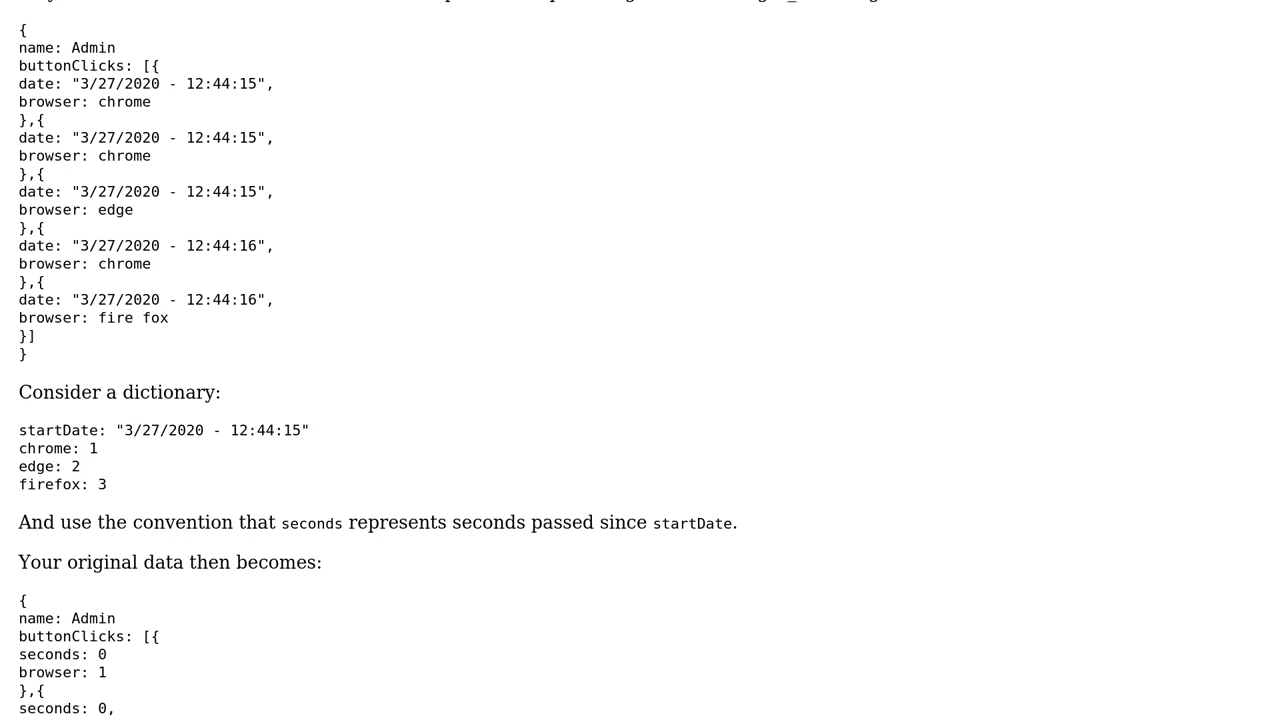 {
name: Admin
buttonClicks: [{
date: "3/27/2020 - 12:44:15",
browser: chrome
},{
date: "3/27/2020 - 12:44:15",
browser: chrome
},{
date: "3/27/2020 - 12:44:15",
browser: edge
},{
date: "3/27/2020 - 12:44:16",
browser: chrome
},{
date: "3/27/2020 - 12:44:16",
browser: fire fox
}]
}
Consider a dictionary:
startDate: "3/27/2020 - 12:44:15"
chrome: 1
edge: 2
firefox: 3
And use the convention that seconds represents seconds passed since startDate.
Your original data then becomes:
{
name: Admin
buttonClicks: [{
seconds: 0
browser: 1
},{
seconds: 0,